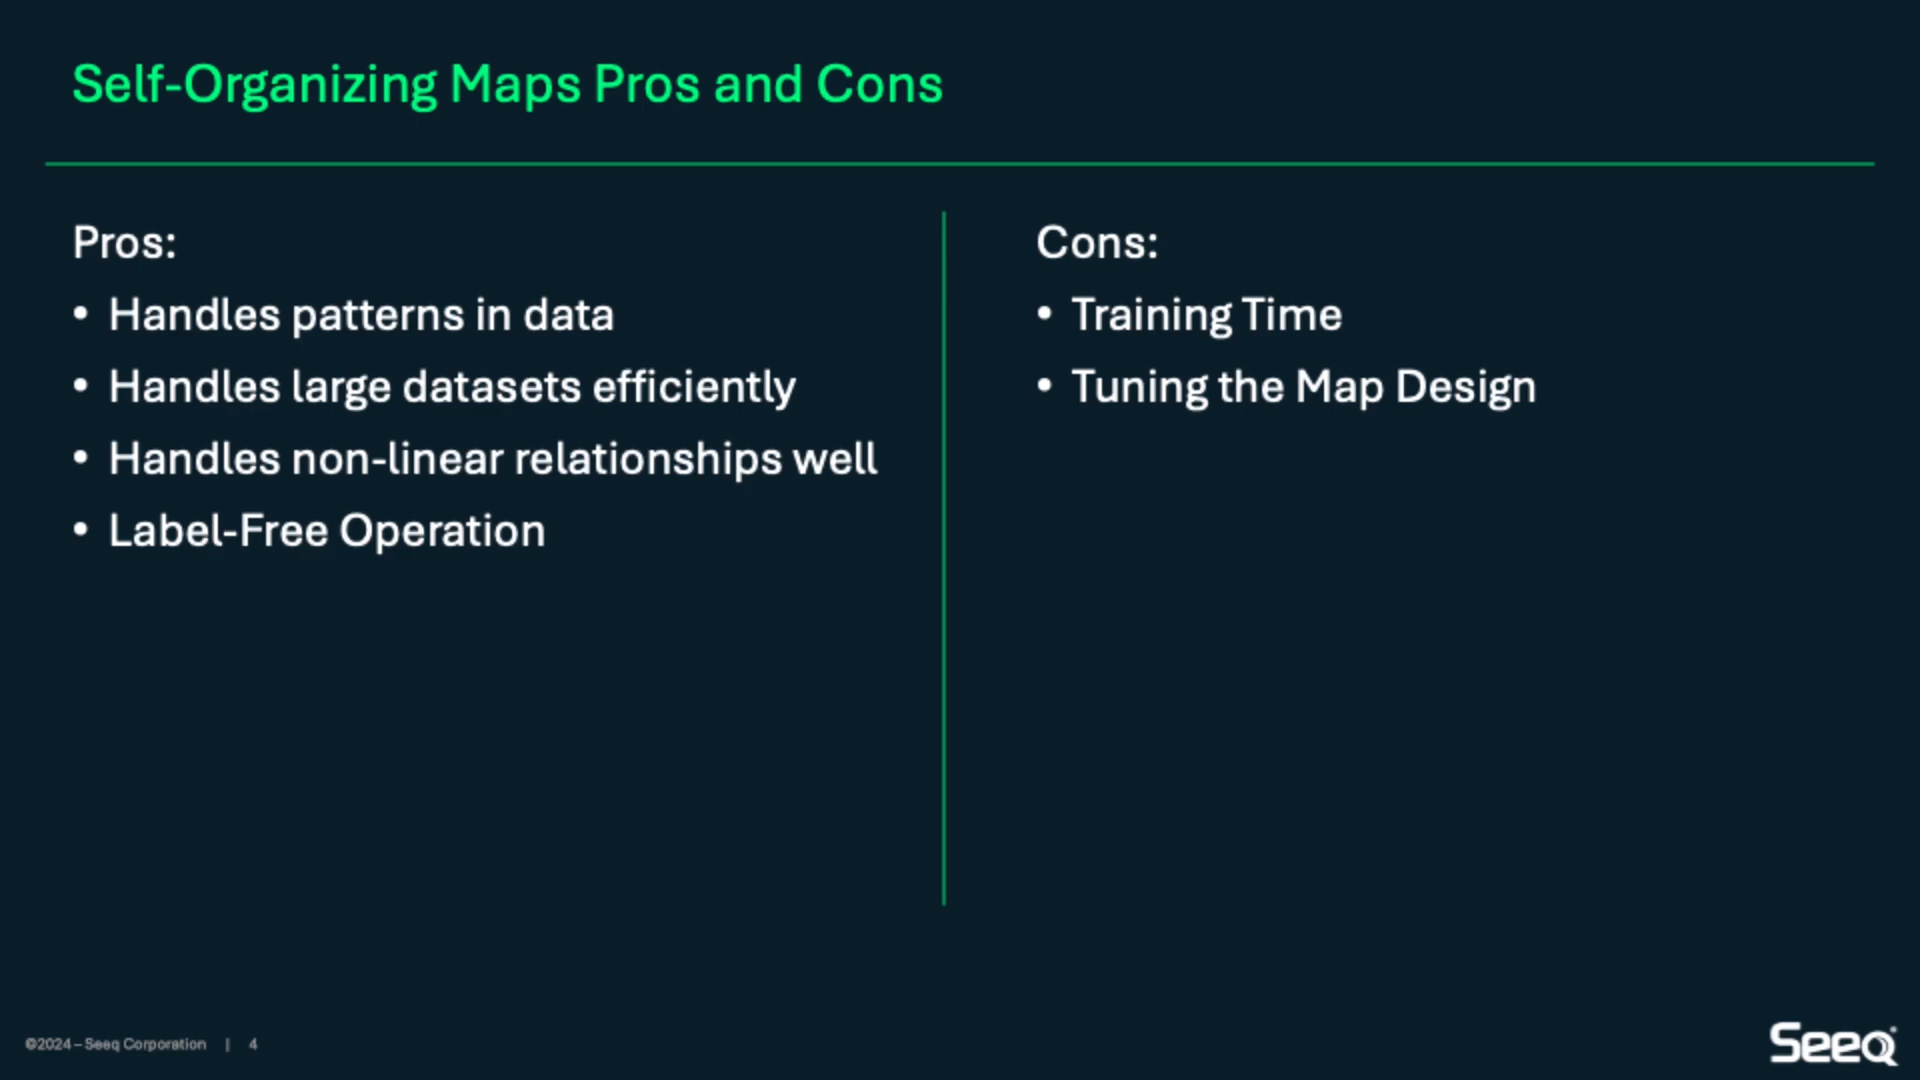 Self-Organizing Maps Pros and Cons
Pros:
• Handles patterns in data
• Handles large datasets efficiently
• Handles non-linear relationships well
• Label-Free Operation
Cons:
• Training Time
• Tuning the Map Design
©2024 – Seeq Corporation | 4
Seeq